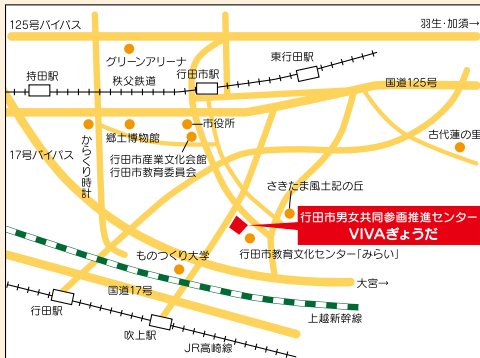 125号バイパス
羽生・加須→
グリーンアリーナ
東行田駅
持田駅
秩父鉄道
行田市駅
国道125号
市役所
郷土博物館
17号バイパス
からくり時計
行田市産業文化会館
行田市教育委員会
古代蓮の里
さきたま風土記の丘
行田市男女共同参画推進センター
VIVAぎょうだ
行田市教育文化センター「みらい」
ものつくり大学
大宮→
国道17号
行田駅
上越新幹線
吹上駅
JR高崎線